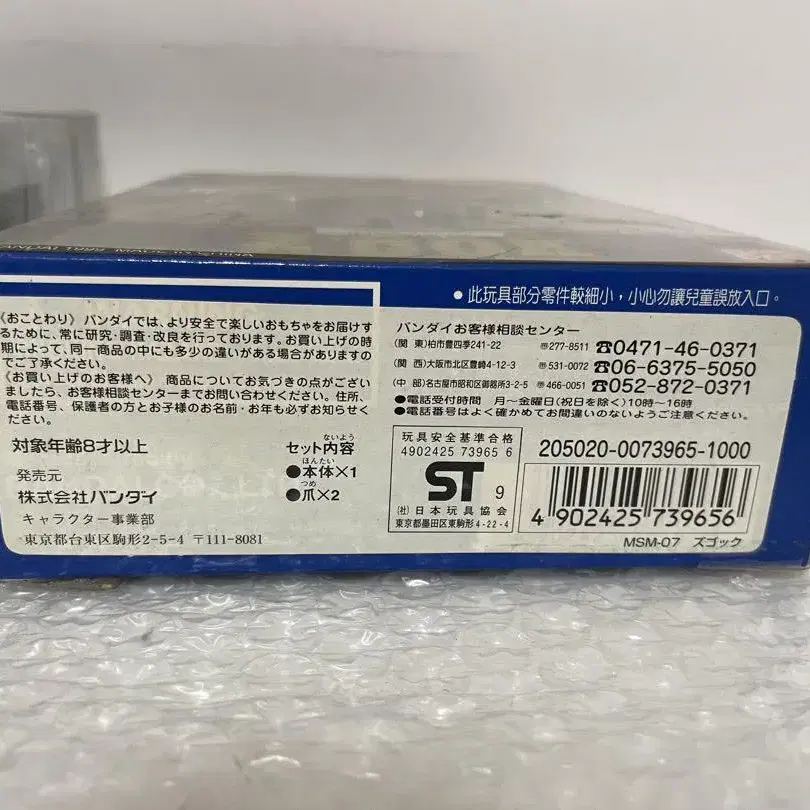 ●此玩具部分零件較細小，小心勿讓兒童誤放入口。
《おことわり》バンダイでは、より安全で楽しいおもちゃをお届けするために、常に研究・調査・改良を行っております。お買い上げの時期によって、同一商品の中にも多少の違いがある場合がありますのでご了承ください。
《お買い上げのお客様へ》商品についてお気づきの点がございましたら、お客様相談センターまでお問い合わせください。住所、電話番号、保護者の方とお子様のお名前・お年も必ずお知らせください。
対象年齢8才以上
発売元
株式会社バンダイ
キャラクター事業部
東京都台東区駒形2-5-4 〒111-8081
ないよう
セット内容
ほんたい
●本体×1
つめ
●爪×2
バンダイお客様相談センター
(関 東)柏市豊四季241-22 〒277-8511 ☎0471-46-0371
(関 西)大阪市北区豊崎4-12-3 〒531-0072 ☎06-6375-5050
(中 部)名古屋市昭和区御器所3-2-5 〒466-0051 ☎052-872-0371
●電話受付時間 月〜金曜日(祝日を除く)10時〜16時
●電話番号はよく確かめてお間違いのないようご注意ください。
玩具安全基準合格
4902425 73965 6
ST 9
(社)日本玩具協会
東京都墨田区東駒形4-22-4
205020-0073965-1000
4 902425 739656
MSM-07 ズゴック